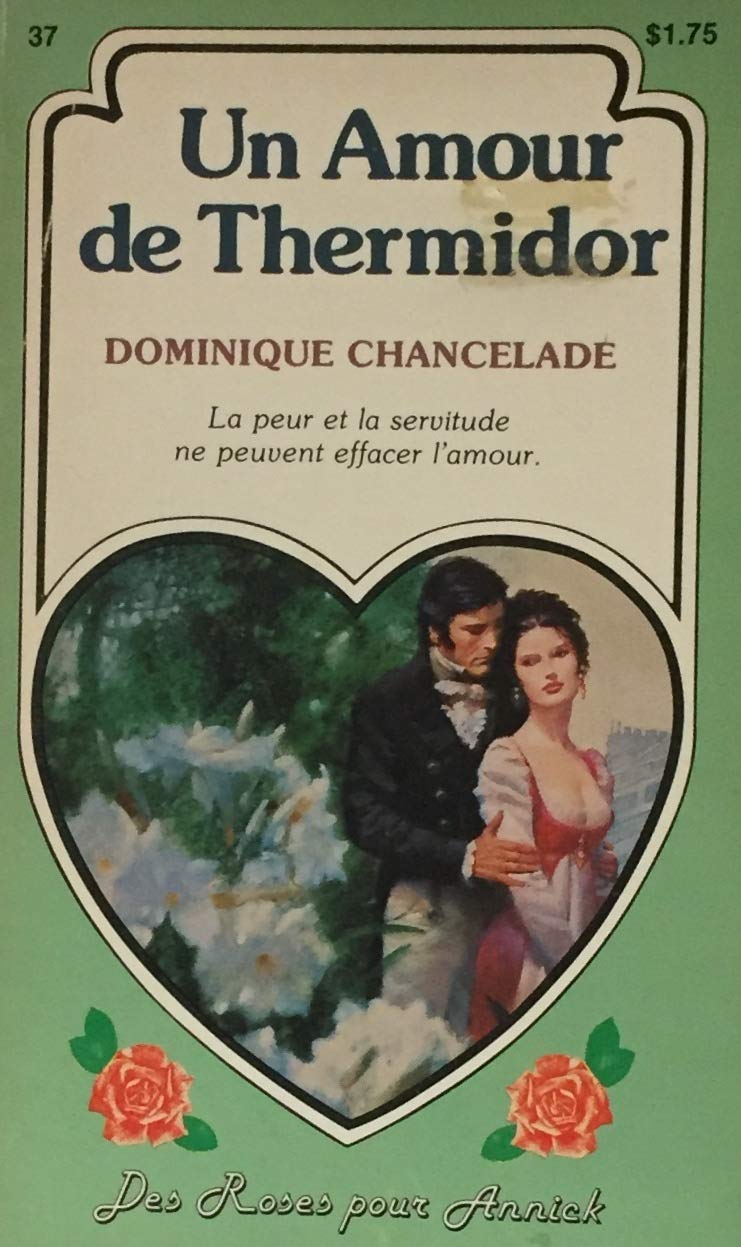 37
$1.75
Un Amour
de Thermidor
DOMINIQUE CHANCELADE
La peur et la servitude
ne peuvent effacer l'amour.
Des Roses pour Annick